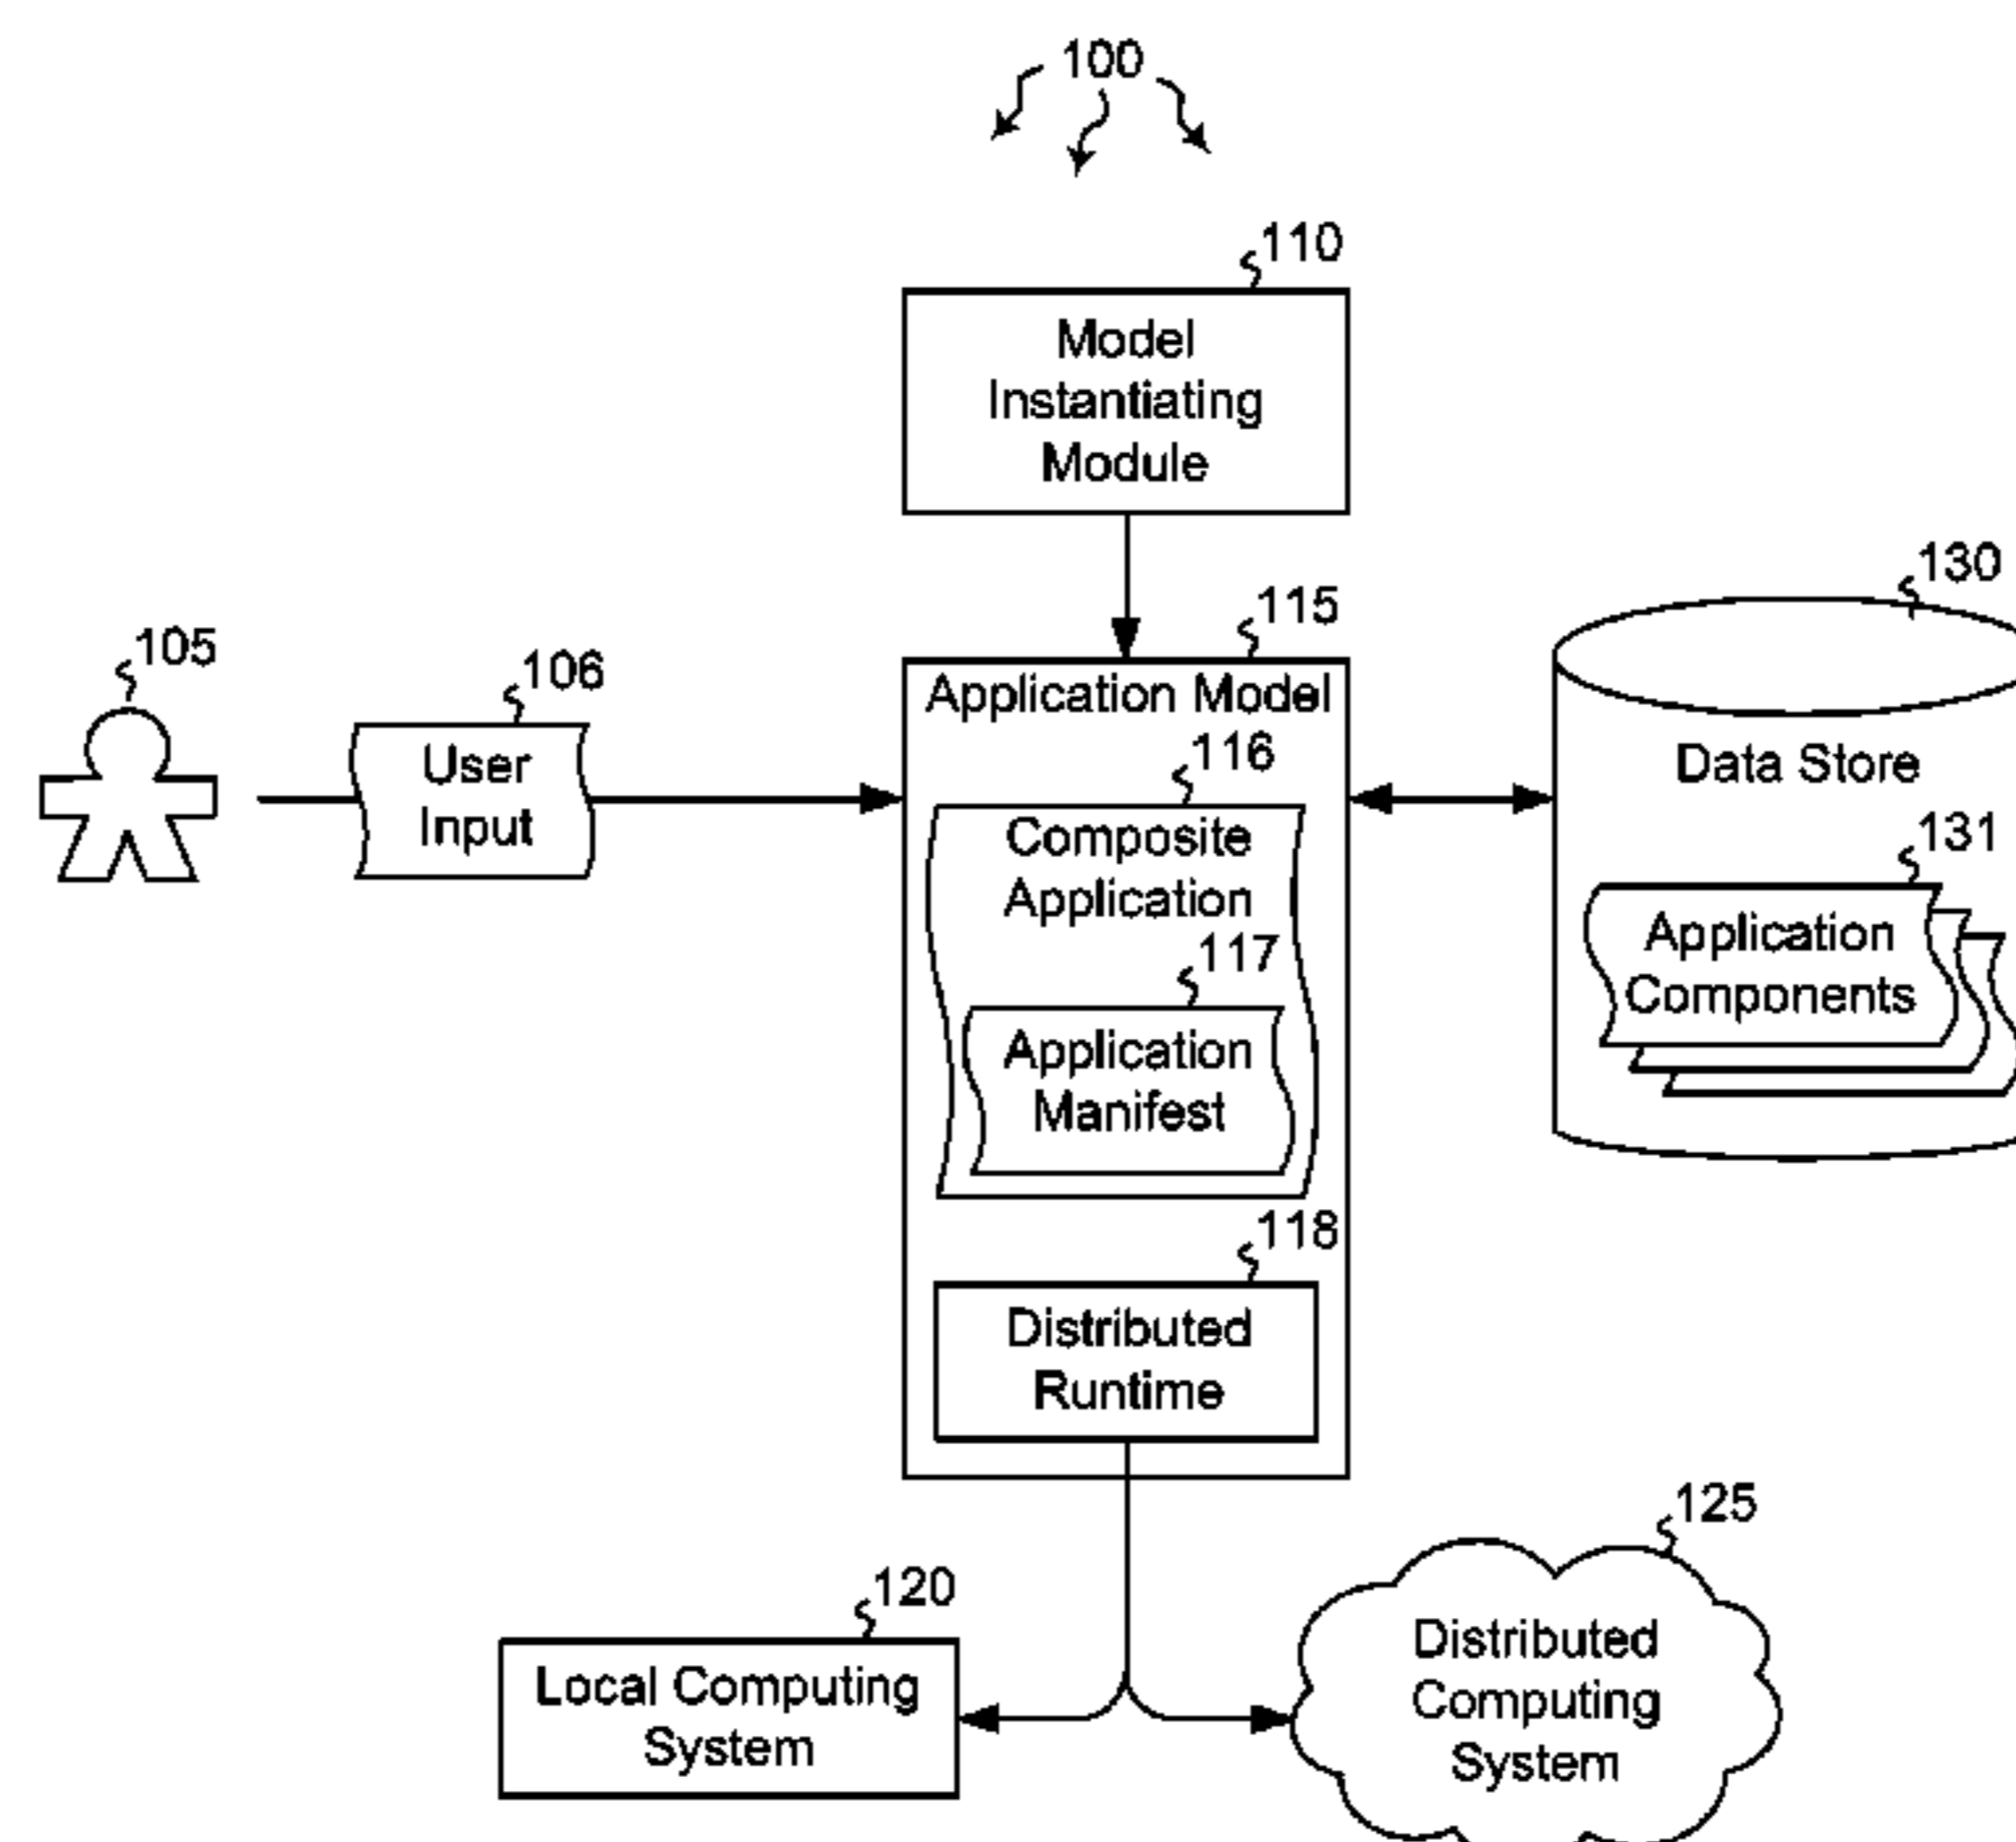 100
110
Model
Instantiating
Module
130
115
105
106
Application Model
User
Input
116
Data Store
Composite
Application
131
117
Application
Components
Application
Manifest
118
Distributed
Runtime
125
120
Distributed
Computing
System
Local Computing
System